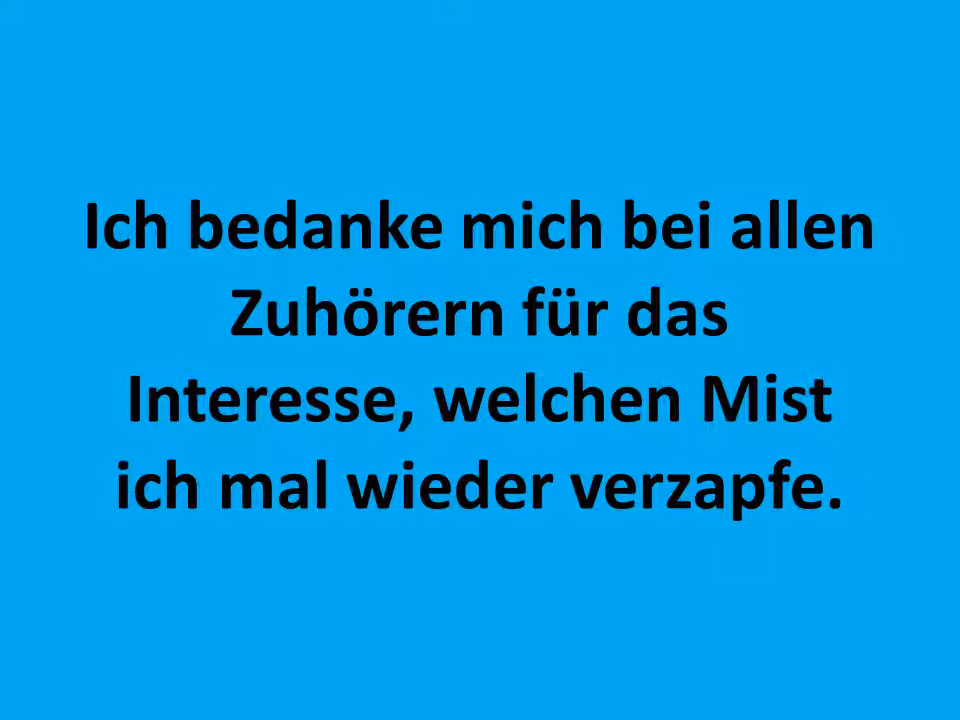 Ich bedanke mich bei allen
Zuhörern für das
Interesse, welchen Mist
ich mal wieder verzapfe.